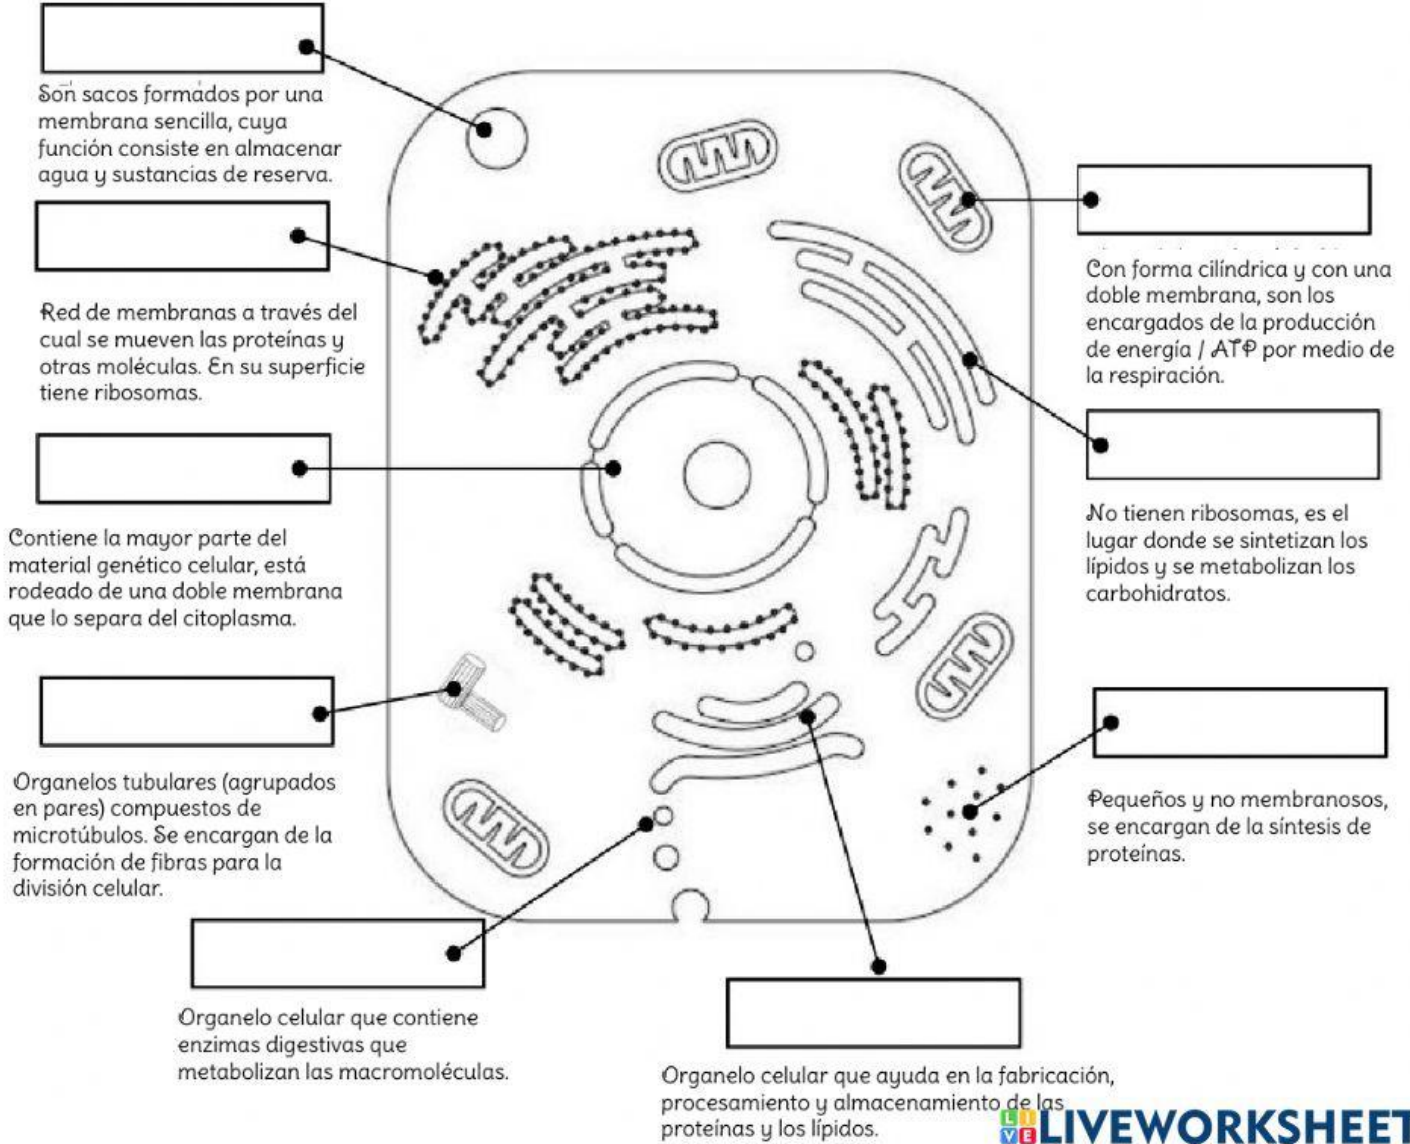 Son sacos formados por una
membrana sencilla, cuya
función consiste en almacenar
agua y sustancias de reserva.
Red de membranas a través del
cual se mueven las proteínas y
otras moléculas. En su superficie
tiene ribosomas.
Contiene la mayor parte del
material genético celular, está
rodeado de una doble membrana
que lo separa del citoplasma.
Organelos tubulares (agrupados
en pares) compuestos de
microtúbulos. Se encargan de la
formación de fibras para la
división celular.
Organelo celular que contiene
enzimas digestivas que
metabolizan las macromoléculas.
Organelo celular que ayuda en la fabricación,
procesamiento y almacenamiento de las
proteínas y los lípidos.
Con forma cilíndrica y con una
doble membrana, son los
encargados de la producción
de energía / ATP por medio de
la respiración.
No tienen ribosomas, es el
lugar donde se sintetizan los
lípidos y se metabolizan los
carbohidratos.
Pequeños y no membranosos,
se encargan de la síntesis de
proteínas.
LIVE LIVEWORKSHEET